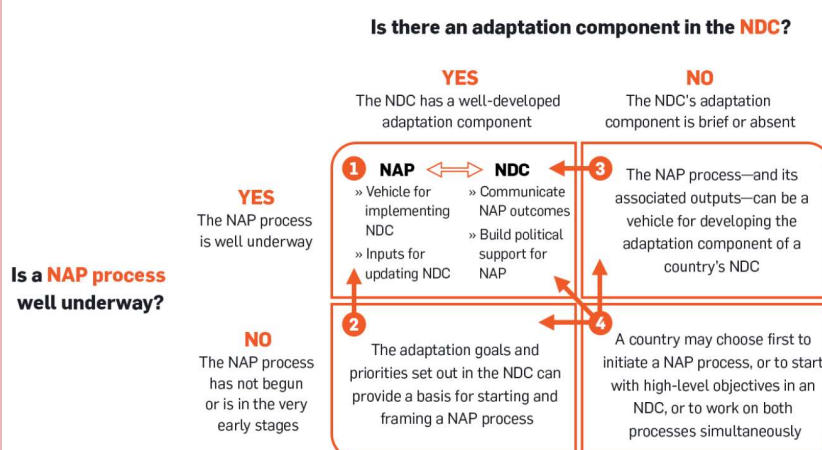 Is there an adaptation component in the NDC?
YES
The NDC has a well-developed
adaptation component
NO
The NDC's adaptation
component is brief or absent
Is a NAP process
well underway?
YES
The NAP process
is well underway
1 NAP NDC
» Vehicle for
implementing
NDC
» Inputs for
updating NDC
» Communicate
NAP outcomes
» Build political
support for
NAP
3
The NAP process—and its
associated outputs—can be a
vehicle for developing the
adaptation component of a
country's NDC
NO
The NAP process
has not begun
or is in the very
early stages
2
The adaptation goals and
priorities set out in the NDC can
provide a basis for starting and
framing a NAP process
4
A country may choose first to
initiate a NAP process, or to start
with high-level objectives in an
NDC, or to work on both
processes simultaneously